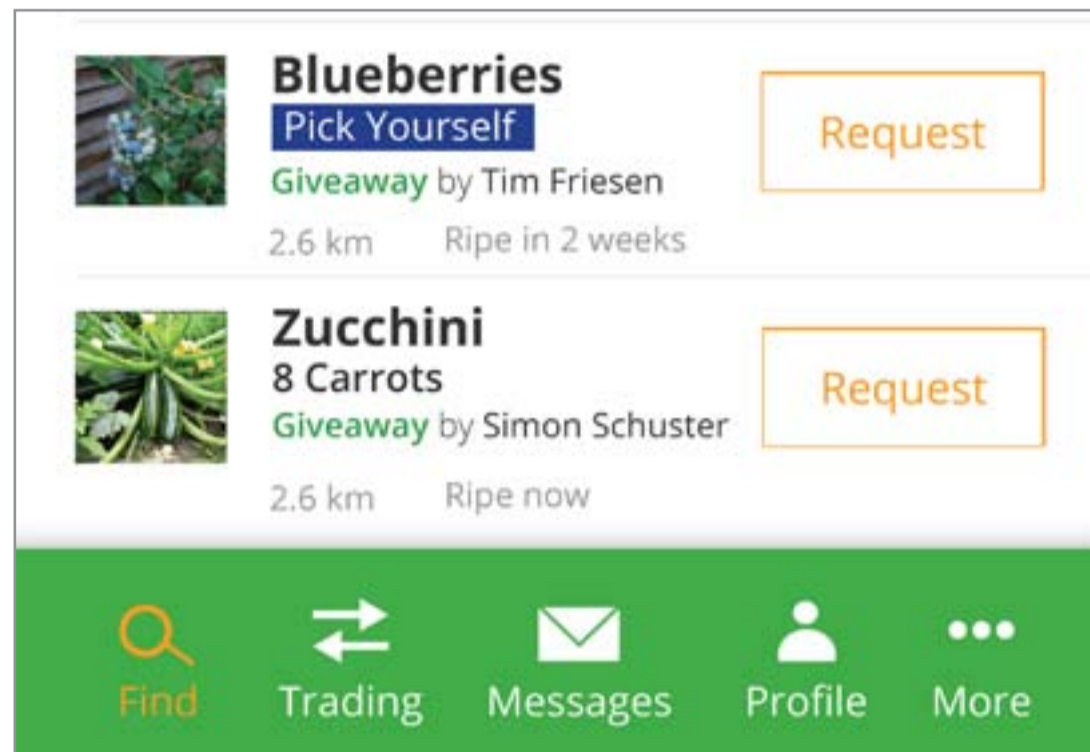 Blueberries
Pick Yourself
Request
Giveaway by Tim Friesen
2.6 km Ripe in 2 weeks
Zucchini
8 Carrots
Request
Giveaway by Simon Schuster
2.6 km Ripe now
Find Trading Messages Profile More